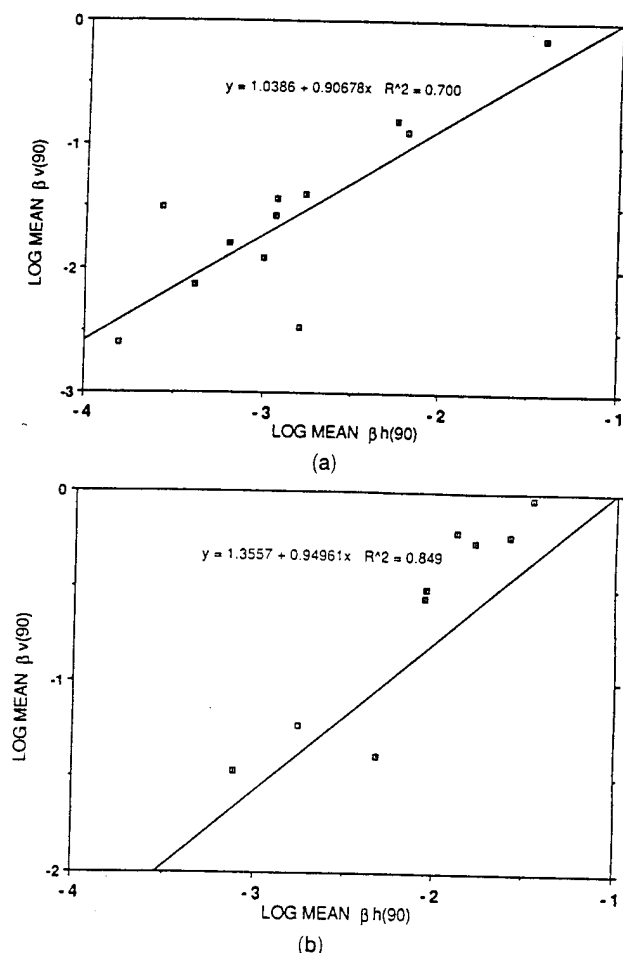 0
y = 1.0386 + 0.90678x R^2 = 0.700
-1
LOG MEAN βv(90)
-2
-3
-4 -3 -2 -1
LOG MEAN βh(90)
(a)
0
y = 1.3557 + 0.94961x R^2 = 0.849
-1
LOG MEAN βv(90)
-2
-4 -3 -2 -1
LOG MEAN βh(90)
(b)